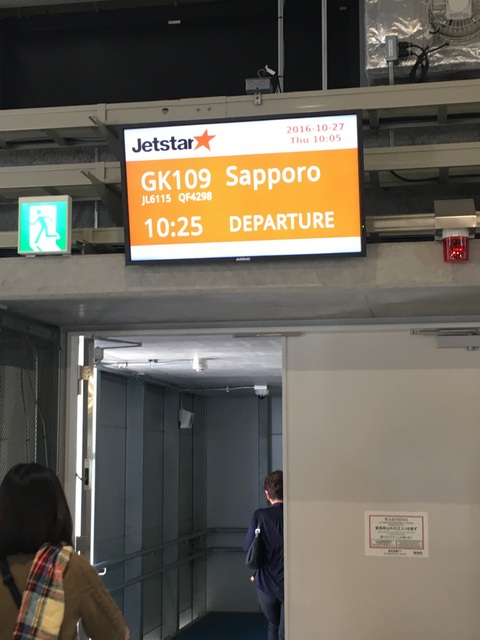 Jetstar
2016-10-27
Thu 10:05
GK109 Sapporo
JL6115 QF4298
10:25 DEPARTURE